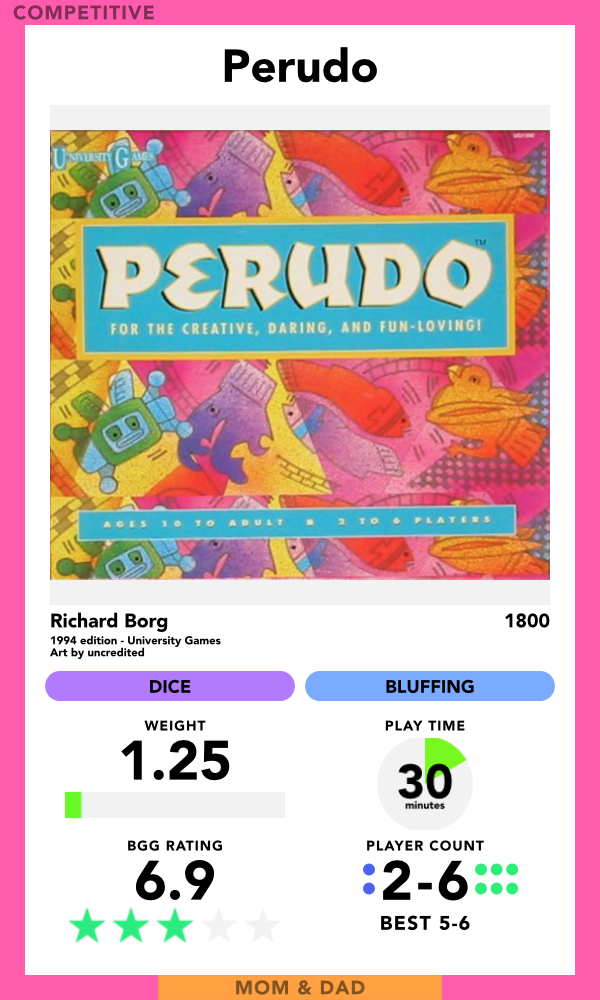 COMPETITIVE
Perudo
UNIVERSITY GAMES
PERUDO™
FOR THE CREATIVE, DARING, AND FUN-LOVING!
AGES 10 TO ADULT ■ 2 TO 6 PLAYERS
Richard Borg
1800
1994 edition - University Games
Art by uncredited
DICE
BLUFFING
WEIGHT
1.25
PLAY TIME
30
minutes
BGG RATING
6.9
PLAYER COUNT
2-6
BEST 5-6
MOM & DAD